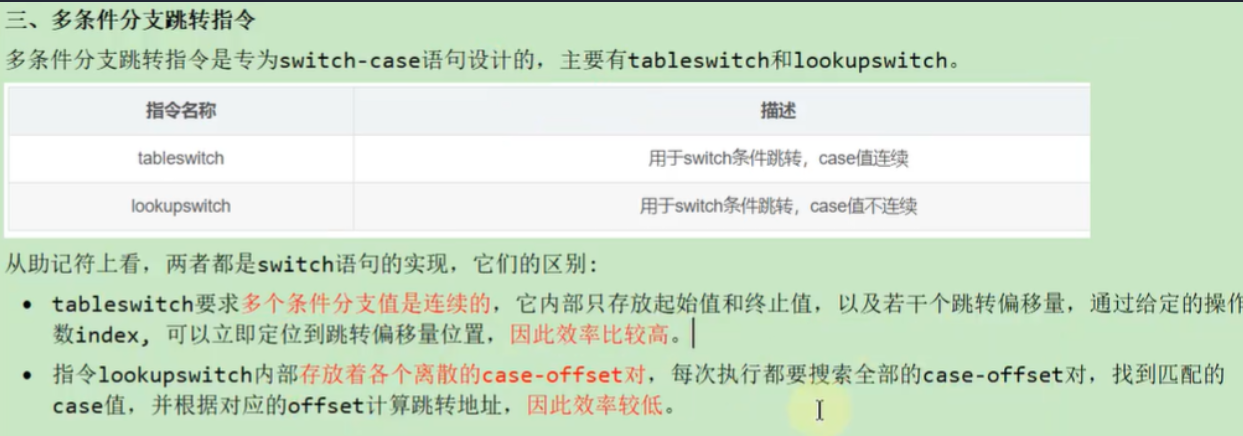 三、多条件分支跳转指令
多条件分支跳转指令是专为switch-case语句设计的，主要有tableswitch和lookupswitch。
指令名称 描述
tableswitch 用于switch条件跳转，case值连续
lookupswitch 用于switch条件跳转，case值不连续
从助记符上看，两者都是switch语句的实现，它们的区别：
• tableswitch要求多个条件分支值是连续的，它内部只存放起始值和终止值，以及若干个跳转偏移量，通过给定的操作
数index，可以立即定位到跳转偏移量位置，因此效率比较高。
• 指令lookupswitch内部存放着各个离散的case-offset对，每次执行都要搜索全部的case-offset对，找到匹配的
case值，并根据对应的offset计算跳转地址，因此效率较低。